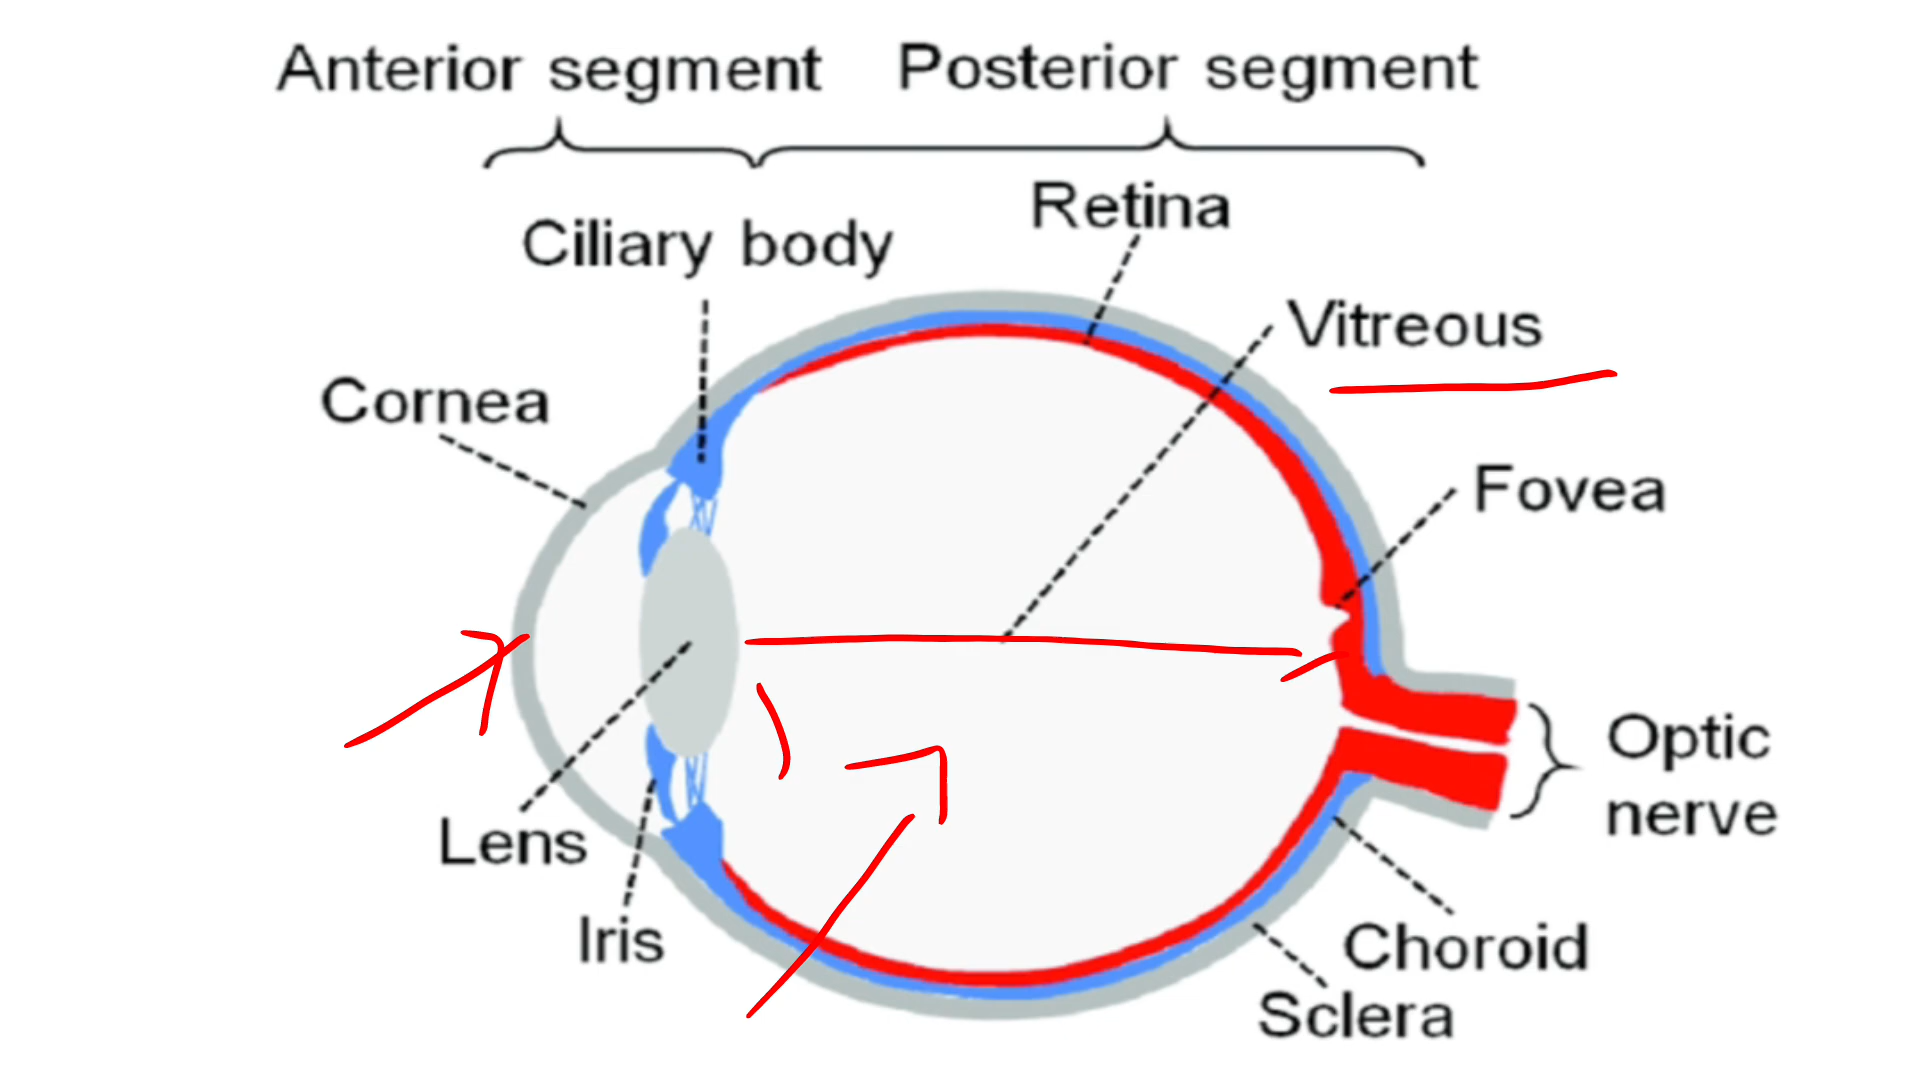 Anterior segment
Posterior segment
Retina
Ciliary body
Vitreous
Cornea
Fovea
Optic
nerve
Lens
Iris
Choroid
Sclera